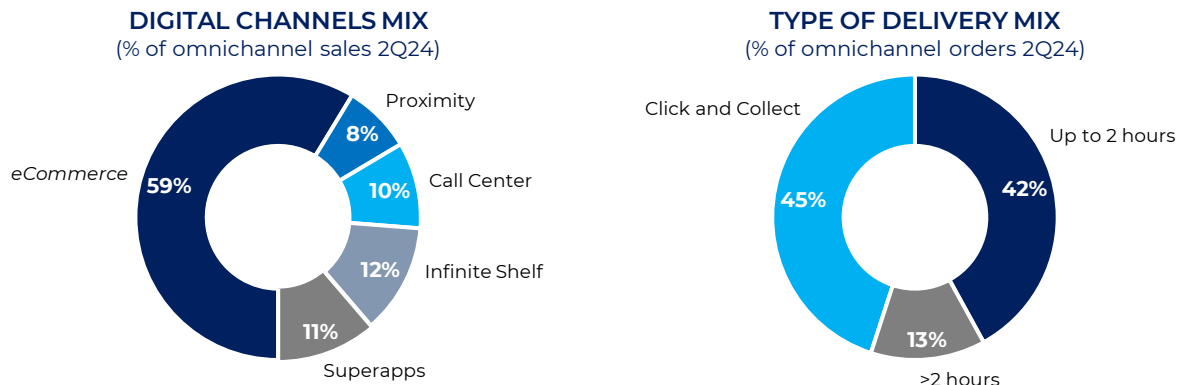 DIGITAL CHANNELS MIX
(% of omnichannel sales 2Q24)
Proximity
8%
eCommerce
59%
Call Center
10%
Infinite Shelf
12%
11%
Superapps
TYPE OF DELIVERY MIX
(% of omnichannel orders 2Q24)
Click and Collect
45%
Up to 2 hours
42%
13%
>2 hours